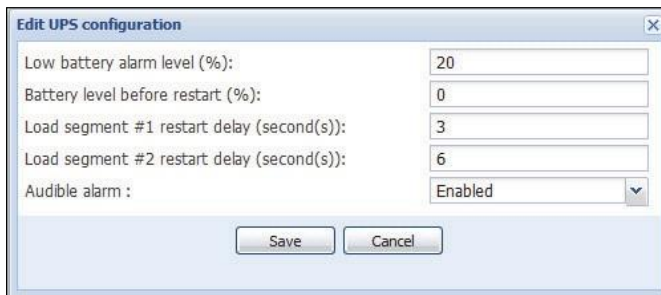 Edit UPS configuration
Low battery alarm level (%): 20
Battery level before restart (%): 0
Load segment #1 restart delay (second(s)): 3
Load segment #2 restart delay (second(s)): 6
Audible alarm : Enabled
Save Cancel